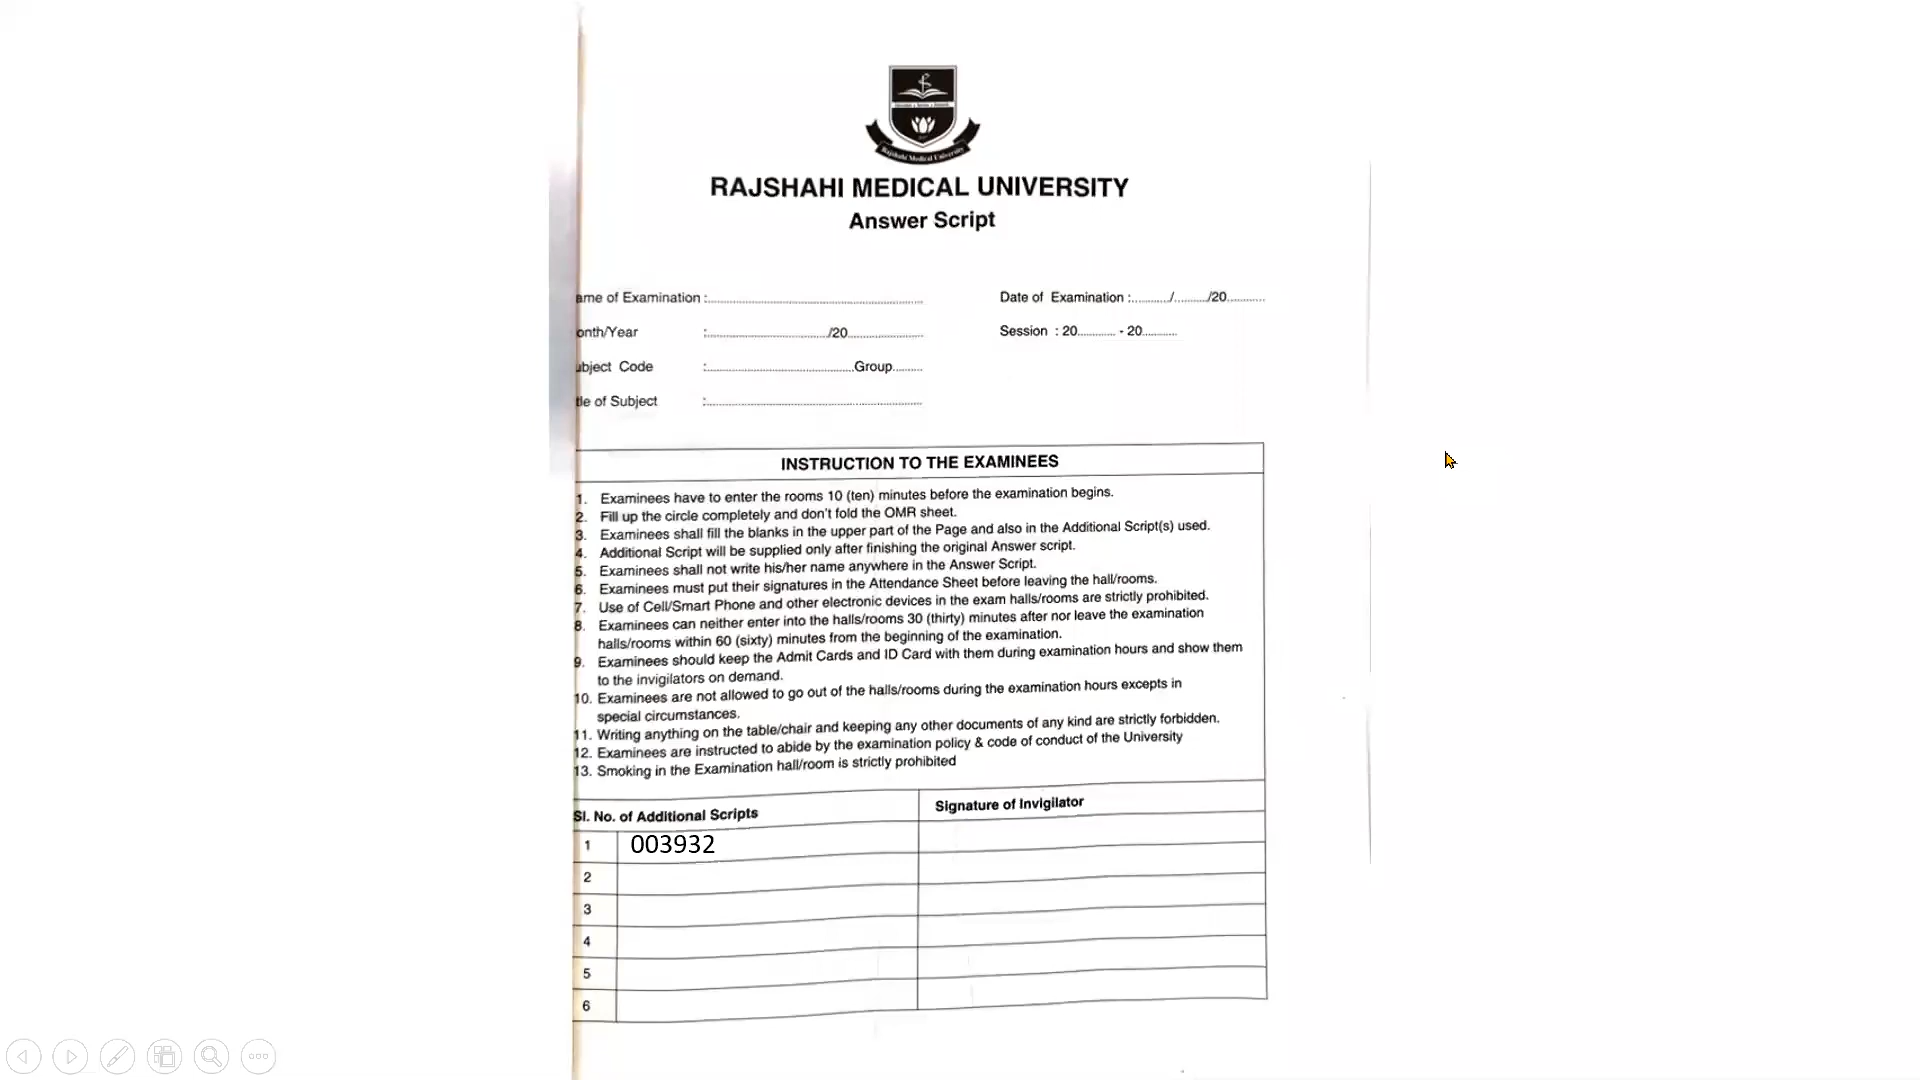 Rajshahi Medical University
RAJSHAHI MEDICAL UNIVERSITY
Answer Script
ame of Examination :
Date of Examination :........../........./20...........
onth/Year :................................/20....................
Session : 20........... - 20..........
ubject Code :........................................Group........
tle of Subject :
INSTRUCTION TO THE EXAMINEES
1. Examinees have to enter the rooms 10 (ten) minutes before the examination begins.
2. Fill up the circle completely and don't fold the OMR sheet.
3. Examinees shall fill the blanks in the upper part of the Page and also in the Additional Script(s) used.
4. Additional Script will be supplied only after finishing the original Answer script.
5. Examinees shall not write his/her name anywhere in the Answer Script.
6. Examinees must put their signatures in the Attendance Sheet before leaving the hall/rooms.
7. Use of Cell/Smart Phone and other electronic devices in the exam halls/rooms are strictly prohibited.
8. Examinees can neither enter into the halls/rooms 30 (thirty) minutes after nor leave the examination
halls/rooms within 60 (sixty) minutes from the beginning of the examination.
9. Examinees should keep the Admit Cards and ID Card with them during examination hours and show them
to the invigilators on demand.
10. Examinees are not allowed to go out of the halls/rooms during the examination hours excepts in
special circumstances.
11. Writing anything on the table/chair and keeping any other documents of any kind are strictly forbidden.
12. Examinees are instructed to abide by the examination policy & code of conduct of the University
13. Smoking in the Examination hall/room is strictly prohibited
Sl. No. of Additional Scripts
Signature of Invigilator
1 003932
2
3
4
5
6